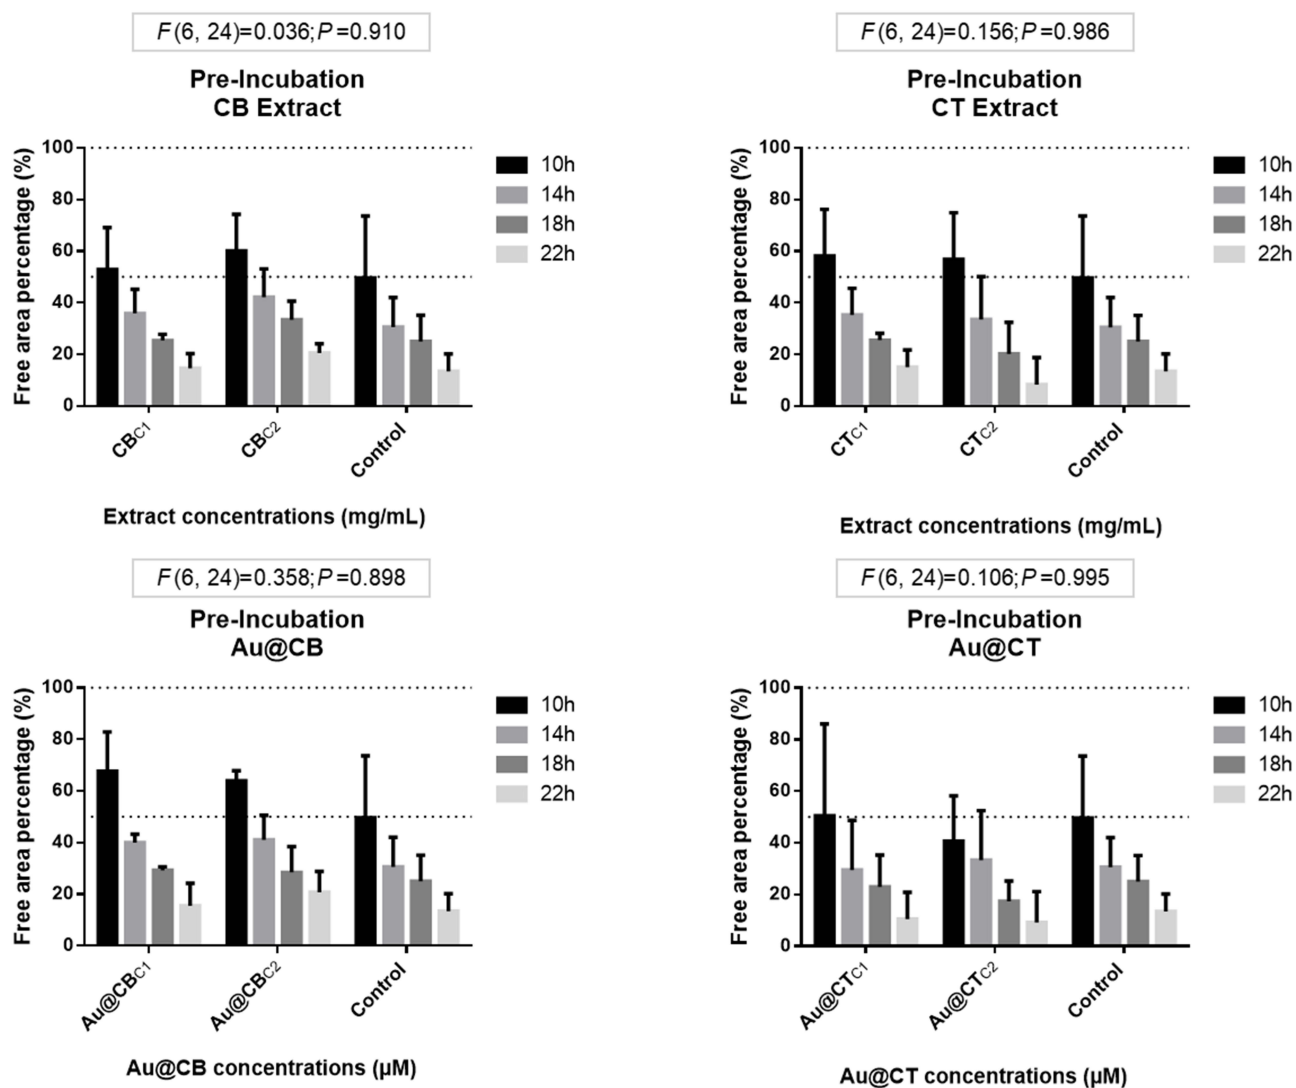 F(6, 24)=0.036;P=0.910
Pre-Incubation
CB Extract
Free area percentage (%)
100
80
60
40
20
0
10h
14h
18h
22h
CBC1
CBC2
Control
Extract concentrations (mg/mL)
F(6, 24)=0.156;P=0.986
Pre-Incubation
CT Extract
Free area percentage (%)
100
80
60
40
20
0
10h
14h
18h
22h
CTC1
CTC2
Control
Extract concentrations (mg/mL)
F(6, 24)=0.358;P=0.898
Pre-Incubation
Au@CB
Free area percentage (%)
100
80
60
40
20
0
10h
14h
18h
22h
Au@CBC1
Au@CBC2
Control
Au@CB concentrations (µM)
F(6, 24)=0.106;P=0.995
Pre-Incubation
Au@CT
Free area percentage (%)
100
80
60
40
20
0
10h
14h
18h
22h
Au@CTC1
Au@CTC2
Control
Au@CT concentrations (µM)